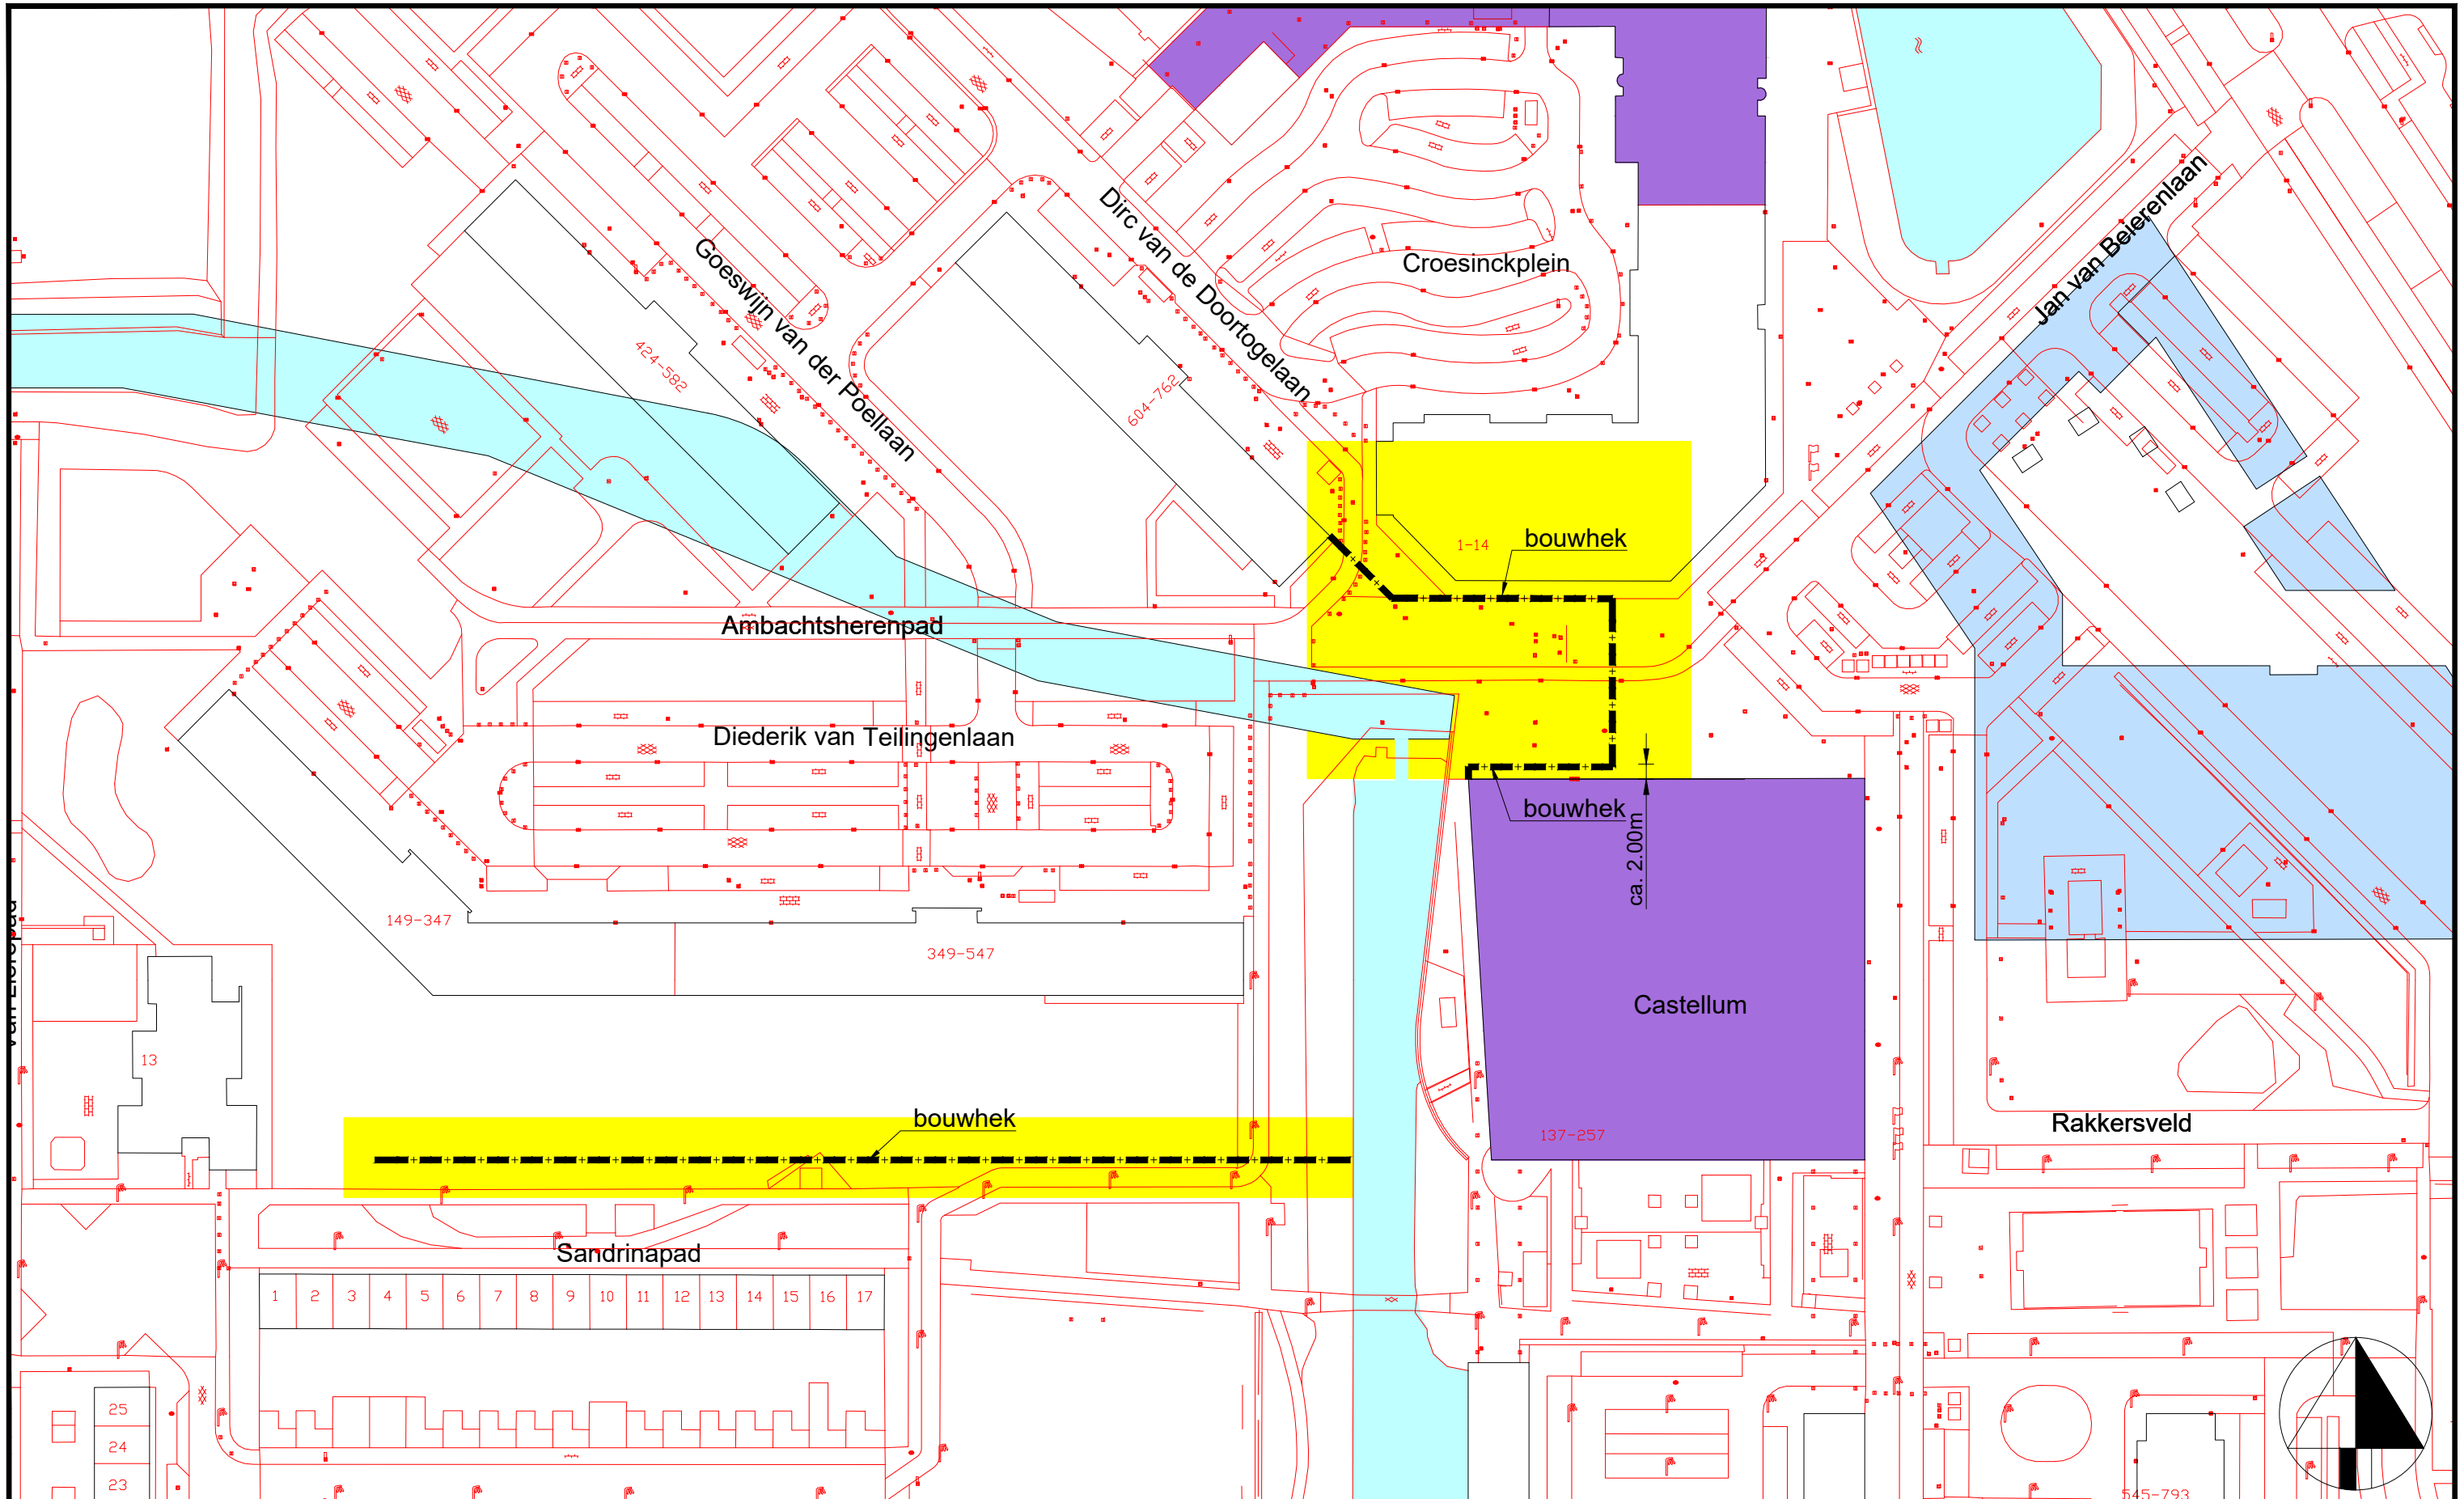 Jan van Beierenlaan
Dirc van de Doortogelaan
Croesinckplein
Goeswijn van der Poellaan
424-582
604-762
bouwhek
1-14
Ambachtsherenpad
Diederik van Teilingenlaan
bouwhek
ca. 2.00m
149-347
349-547
Castellum
13
bouwhek
137-257
Rakkersveld
Sandrinapad
1 2 3 4 5 6 7 8 9 10 11 12 13 14 15 16 17
25
24
23
545-793